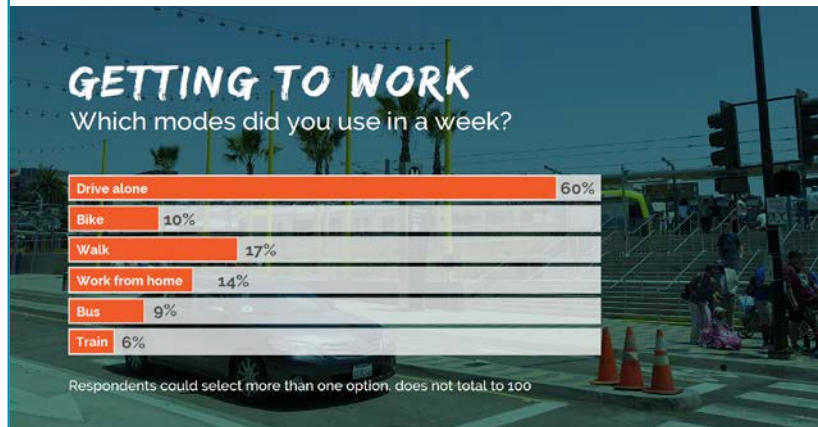 GETTING TO WORK
Which modes did you use in a week?
Drive alone 60%
Bike 10%
Walk 17%
Work from home 14%
Bus 9%
Train 6%
Respondents could select more than one option. does not total to 100